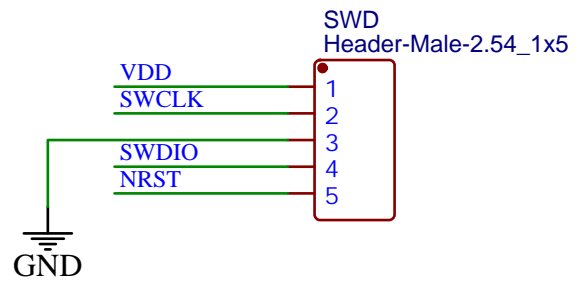 SWD
Header-Male-2.54_1x5
VDD
1
SWCLK
2
3
SWDIO
4
NRST
5
GND